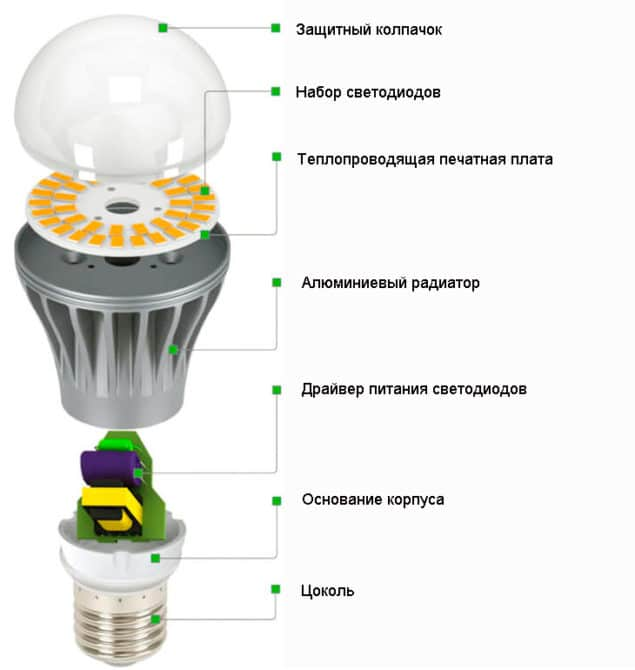 Защитный колпачок
Набор светодиодов
Теплопроводящая печатная плата
Алюминиевый радиатор
Драйвер питания светодиодов
Основание корпуса
Цоколь